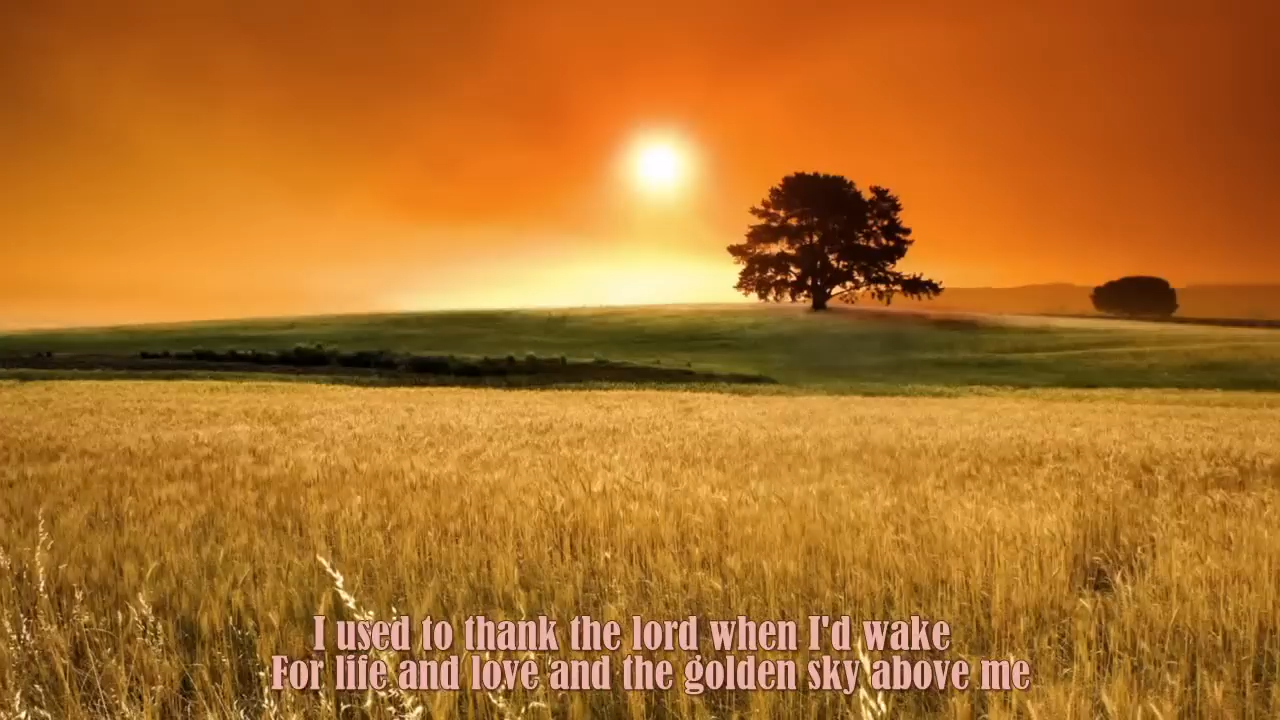 I used to thank the lord when I'd wake
For life and love and the golden sky above me